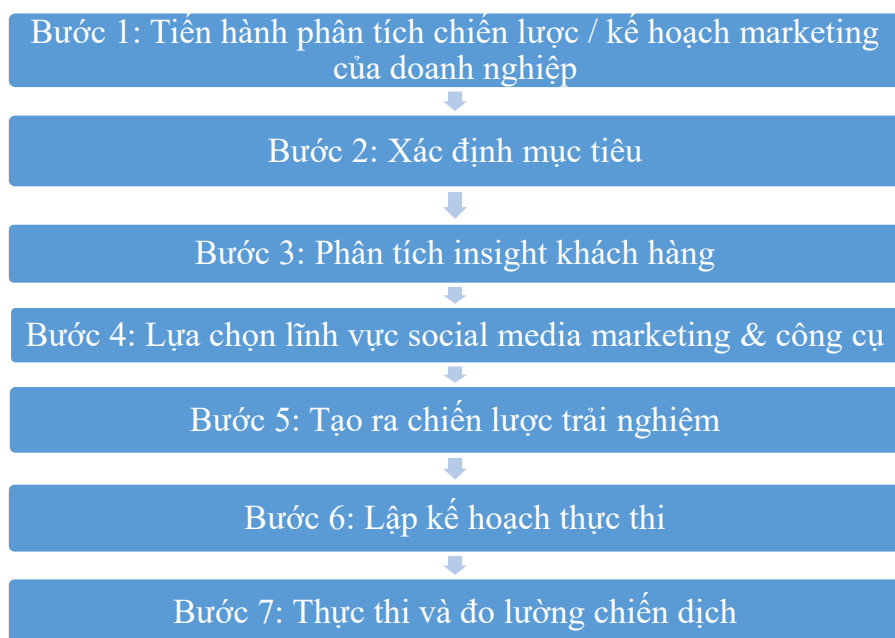 Bước 1: Tiến hành phân tích chiến lược / kế hoạch marketing
của doanh nghiệp
Bước 2: Xác định mục tiêu
Bước 3: Phân tích insight khách hàng
Bước 4: Lựa chọn lĩnh vực social media marketing & công cụ
Bước 5: Tạo ra chiến lược trải nghiệm
Bước 6: Lập kế hoạch thực thi
Bước 7: Thực thi và đo lường chiến dịch